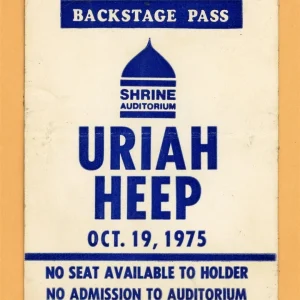 BACKSTAGE PASS
SHRINE
AUDITORIUM
URIAH
HEEP
OCT. 19, 1975
NO SEAT AVAILABLE TO HOLDER
NO ADMISSION TO AUDITORIUM